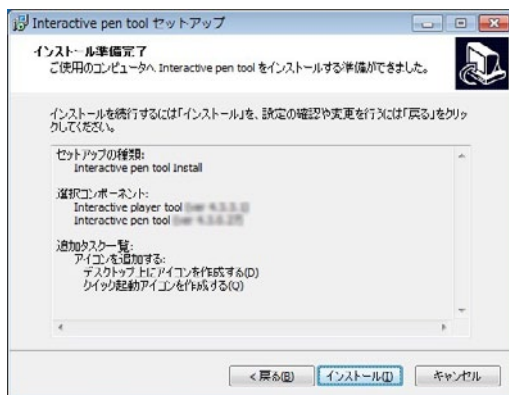 Interactive pen tool セットアップ
インストール準備完了
ご使用のコンピュータへ Interactive pen tool をインストールする準備ができました。
インストールを続行するには「インストール」を、設定の確認や変更を行うには「戻る」をクリッ
クしてください。
セットアップの種類:
Interactive pen tool Install
選択コンポーネント:
Interactive player tool
Interactive pen tool
追加タスク一覧:
アイコンを追加する:
デスクトップ上にアイコンを作成する(D)
クイック起動アイコンを作成する(Q)
< 戻る(B)
インストール(I)
キャンセル